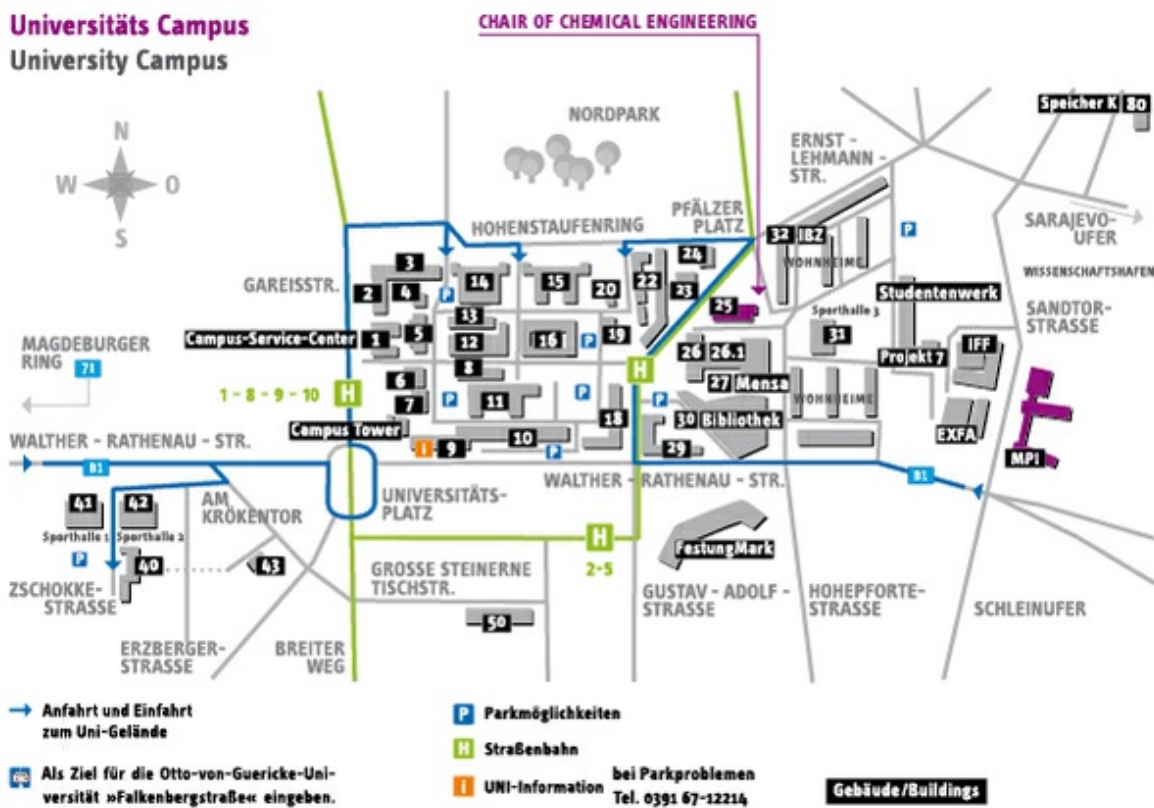 Universitäts Campus
University Campus
CHAIR OF CHEMICAL ENGINEERING
N
W O
S
NORDPARK
ERNST -
LEHMANN -
STR.
Speicher K 80
PFÄLZER
PLATZ
HOHENSTAUFENRING
SARAJEVO-
UFER
WISSENSCHAFTSHAFEN
GAREISSTR.
32 IBZ
WOHNHEIME
P
3
2
4
14
15
20
22
24
23
25
P
Studentenwerk
SANDTOR-
STRASSE
Sporthalle 3
31
Campus-Service-Center 1
5
13
12
16
P
19
26 26.1
Projekt 7
IFF
MAGDEBURGER
RING
71
1 - 8 - 9 - 10
H
6
7
8
11
P
P
18
H
27 Mensa
P
30 Bibliothek
WOHNHEIME
EXFA
MPI
Campus Tower
i 9
10
P
29
WALTHER - RATHENAU - STR.
B1
WALTHER - RATHENAU - STR.
B1
41
42
Sporthalle 1
Sporthalle 2
P
40
43
AM
KRÖKENTOR
UNIVERSITÄTS-
PLATZ
H
2-5
FestungMark
ZSCHOKKE-
STRASSE
GROSSE STEINERNE
TISCHSTR.
50
GUSTAV - ADOLF -
STRASSE
HOHEPFORTE-
STRASSE
SCHLEINUFER
ERZBERGER-
STRASSE
BREITER
WEG
Anfahrt und Einfahrt
zum Uni-Gelände
Als Ziel für die Otto-von-Guericke-Uni-
versität »Falkenbergstraße« eingeben.
P Parkmöglichkeiten
H Straßenbahn
i UNI-Information
bei Parkproblemen
Tel. 0391 67-12214
Gebäude/Buildings